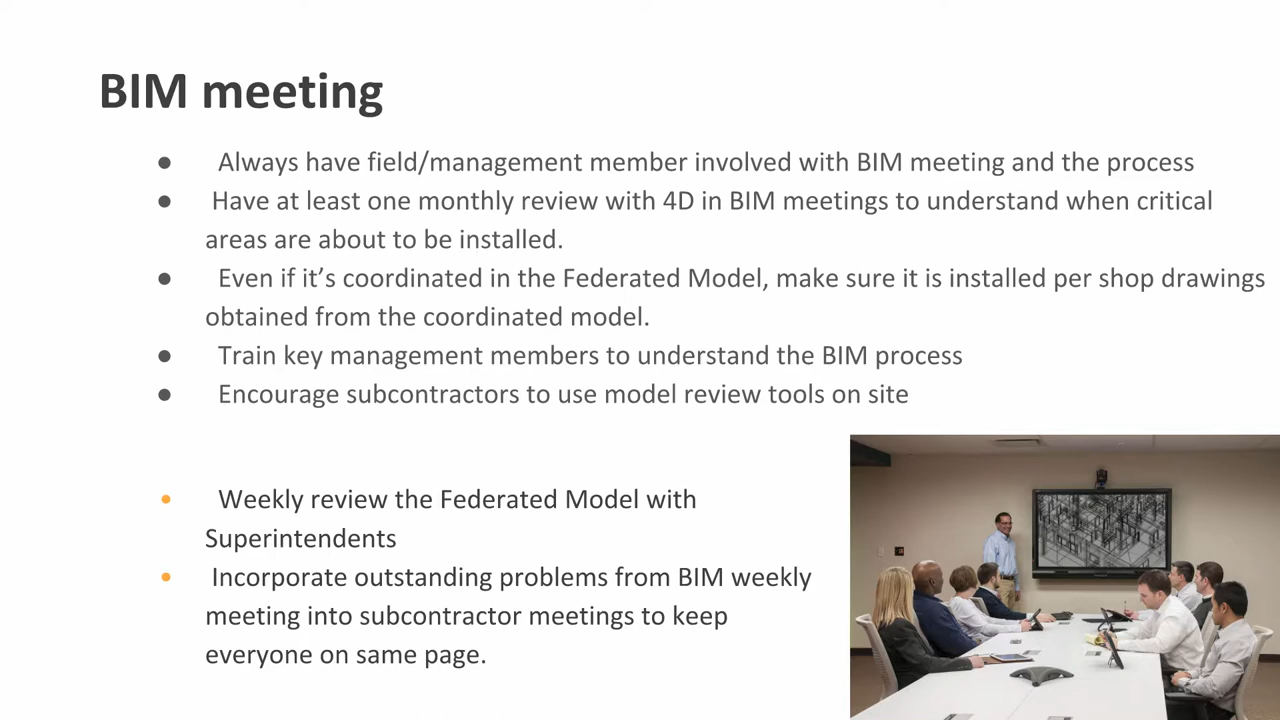 BIM meeting
● Always have field/management member involved with BIM meeting and the process
● Have at least one monthly review with 4D in BIM meetings to understand when critical
areas are about to be installed.
● Even if it’s coordinated in the Federated Model, make sure it is installed per shop drawings
obtained from the coordinated model.
● Train key management members to understand the BIM process
● Encourage subcontractors to use model review tools on site
• Weekly review the Federated Model with
Superintendents
• Incorporate outstanding problems from BIM weekly
meeting into subcontractor meetings to keep
everyone on same page.